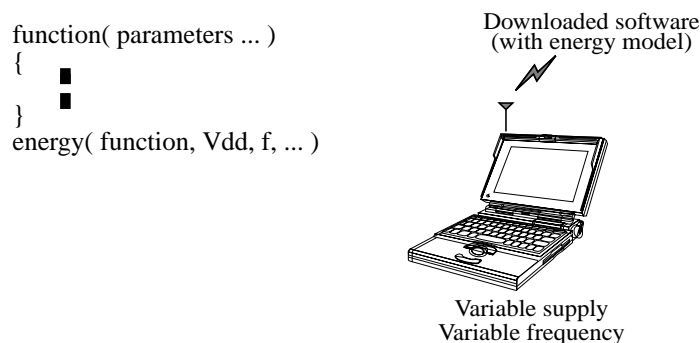 function( parameters ... )
{
}
energy( function, Vdd, f, ... )
Downloaded software
(with energy model)
Variable supply
Variable frequency